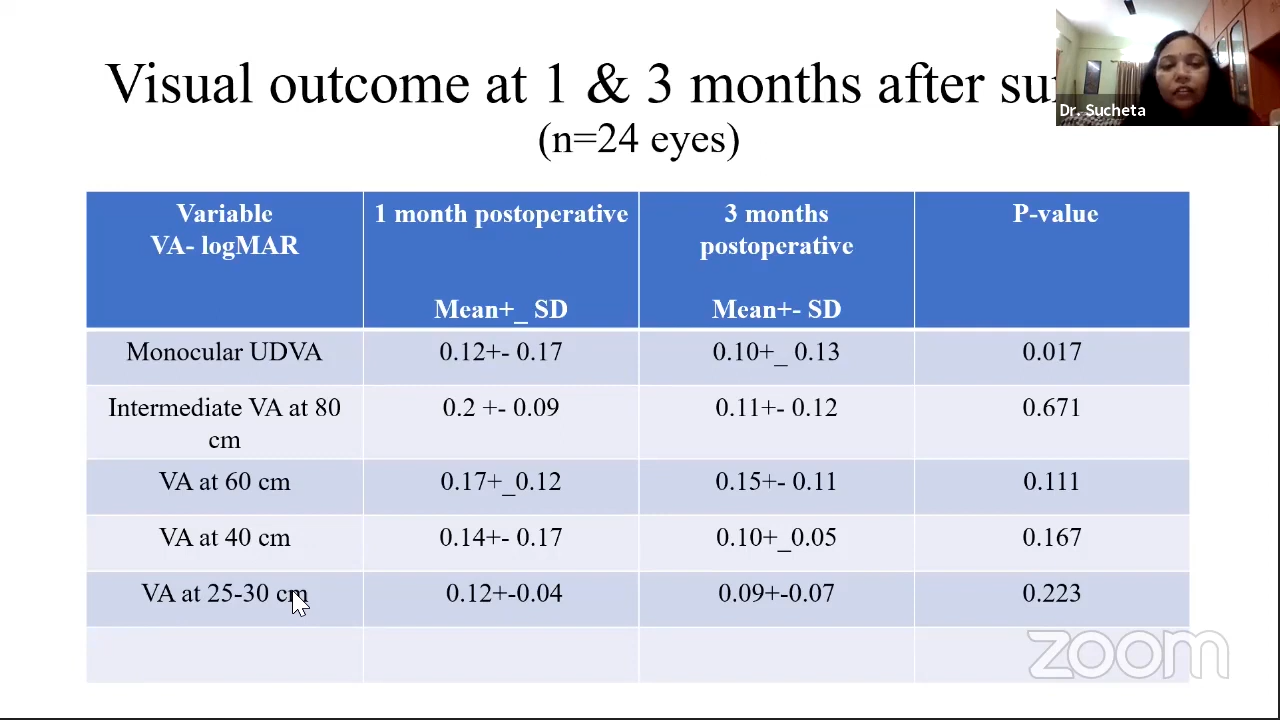 Visual outcome at 1 & 3 months after
(n=24 eyes)
Dr. Sucheta
Variable
VA- logMAR
1 month postoperative
Mean+_ SD
3 months
postoperative
Mean+- SD
P-value
Monocular UDVA
0.12+- 0.17
0.10+_ 0.13
0.017
Intermediate VA at 80
cm
0.2 +- 0.09
0.11+- 0.12
0.671
VA at 60 cm
0.17+_0.12
0.15+- 0.11
0.111
VA at 40 cm
0.14+- 0.17
0.10+_0.05
0.167
VA at 25-30 cm
0.12+-0.04
0.09+-0.07
0.223
zoom